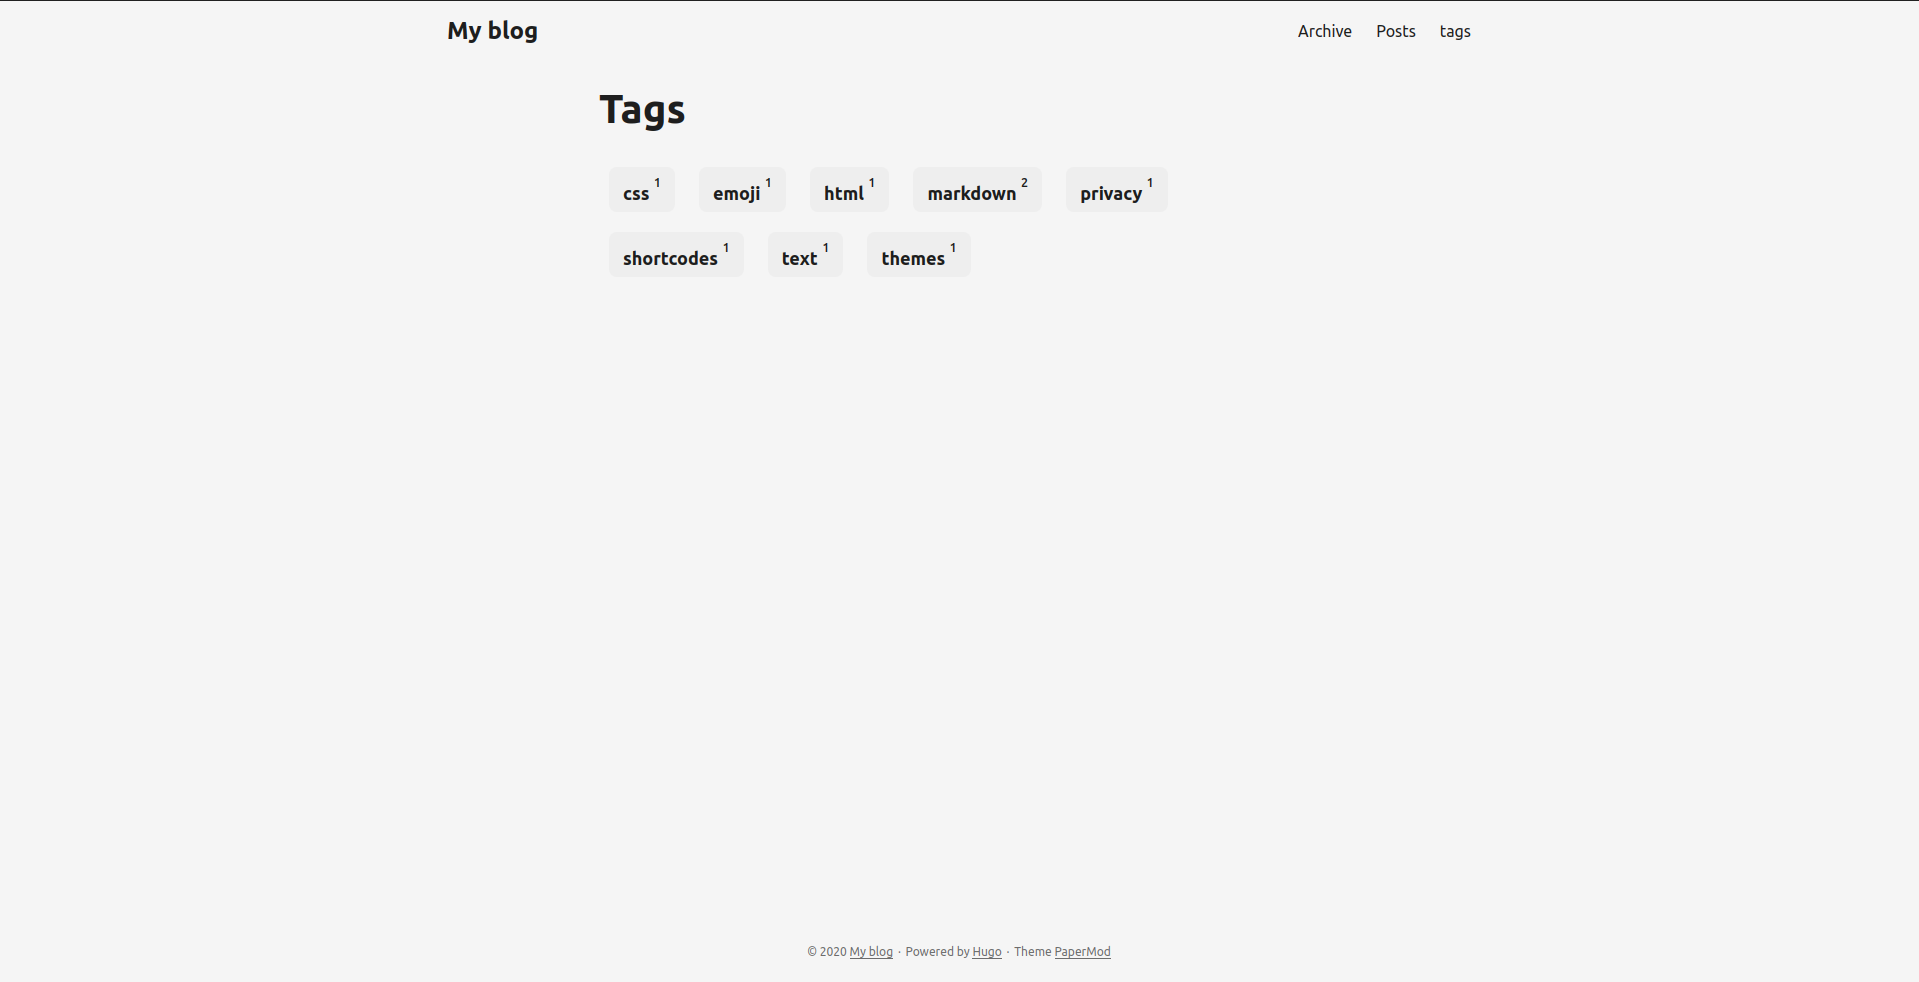 My blog
Archive Posts tags
Tags
css 1 emoji 1 html 1 markdown 2 privacy 1
shortcodes 1 text 1 themes 1
© 2020 My blog · Powered by Hugo · Theme PaperMod